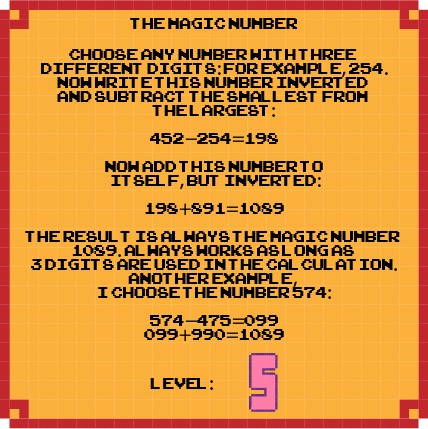 THE MAGIC NUMBER
CHOOSE ANY NUMBER WITH THREE
DIFFERENT DIGITS:FOR EXAMPLE, 254.
NOW WRITE THIS NUMBER INVERTED
AND SUBTRACT THE SMALLEST FROM
THE LARGEST:
452-254=198
NOW ADD THIS NUMBER TO
ITSELF, BUT INVERTED:
198+891=1089
THE RESULT IS ALWAYS THE MAGIC NUMBER
1089. ALWAYS WORKS AS LONG AS
3 DIGITS ARE USED IN THE CALCULATION.
ANOTHER EXAMPLE,
I CHOOSE THE NUMBER 574:
574-475=099
099+990=1089
LEVEL: 5